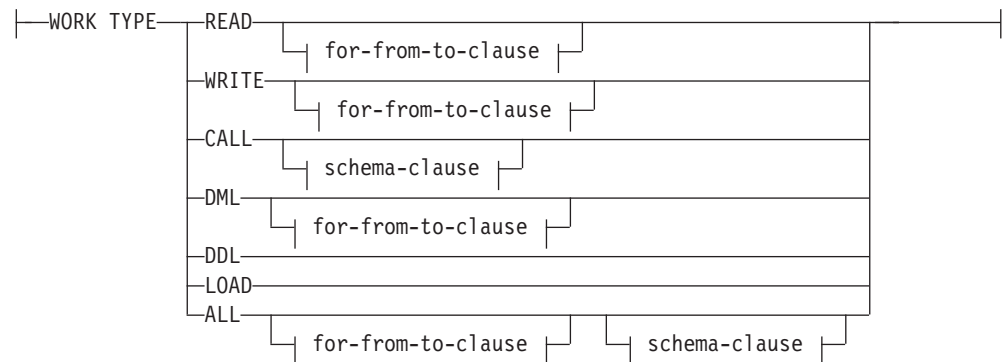 WORK TYPE READ
for-from-to-clause
WRITE
for-from-to-clause
CALL
schema-clause
DML
for-from-to-clause
DDL
LOAD
ALL
for-from-to-clause schema-clause